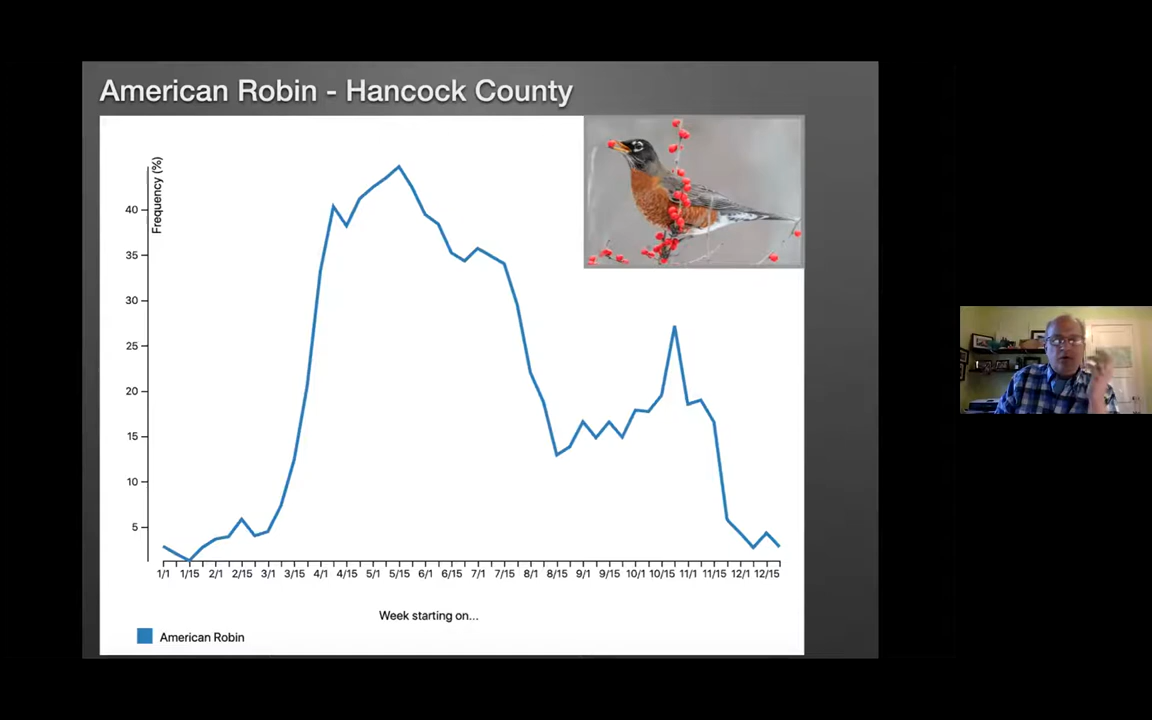 American Robin - Hancock County
Frequency (%)
40
35
30
25
20
15
10
5
1/1 1/15 2/1 2/15 3/1 3/15 4/1 4/15 5/1 5/15 6/1 6/15 7/1 7/15 8/1 8/15 9/1 9/15 10/1 10/15 11/1 11/15 12/1 12/15
Week starting on...
American Robin